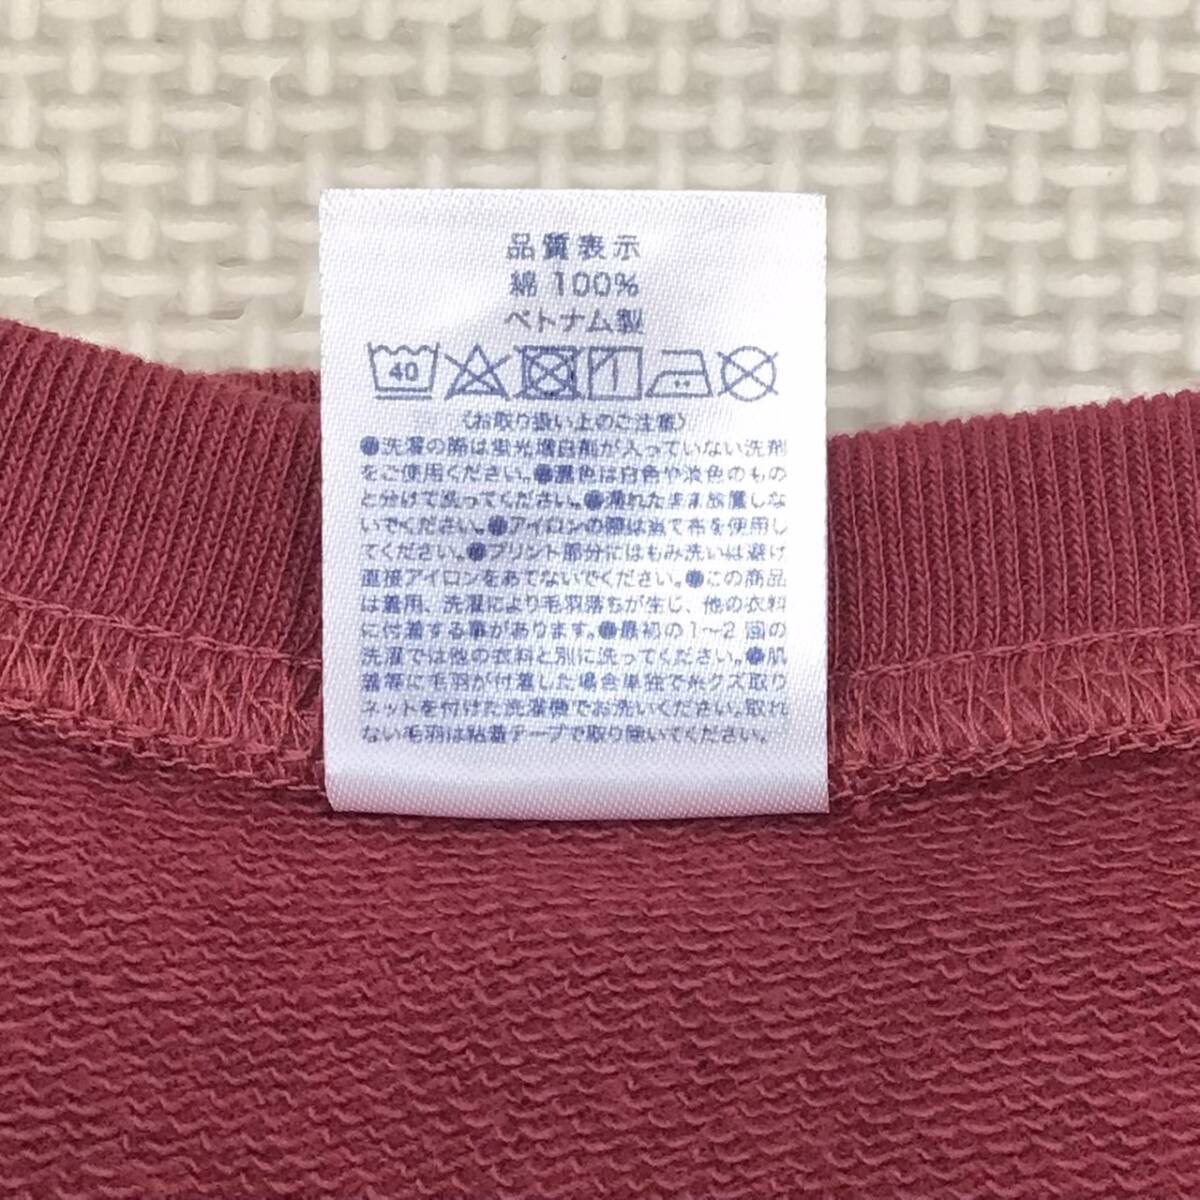 品質表示
綿 100%
ベトナム製
40
〈お取り扱い上のご注意〉
●洗濯の際は蛍光増白剤が入っていない洗剤
をご使用ください。●濃色は白色や淡色のもの
と分けて洗ってください。●濡れたまま放置しな
いでください。●アイロンの際は当て布を使用し
てください。●プリント部分にはもみ洗いは避け
直接アイロンをあてないでください。●この商品
は着用、洗濯により毛羽落ちが生じ、他の衣料
に付着する事があります。●最初の1～2回の
洗濯では他の衣料と別に洗ってください。●肌
着等に毛羽が付着した場合単独で糸クズ取り
ネットを付けた洗濯機でお洗いください。取れ
ない毛羽は粘着テープで取り除いてください。